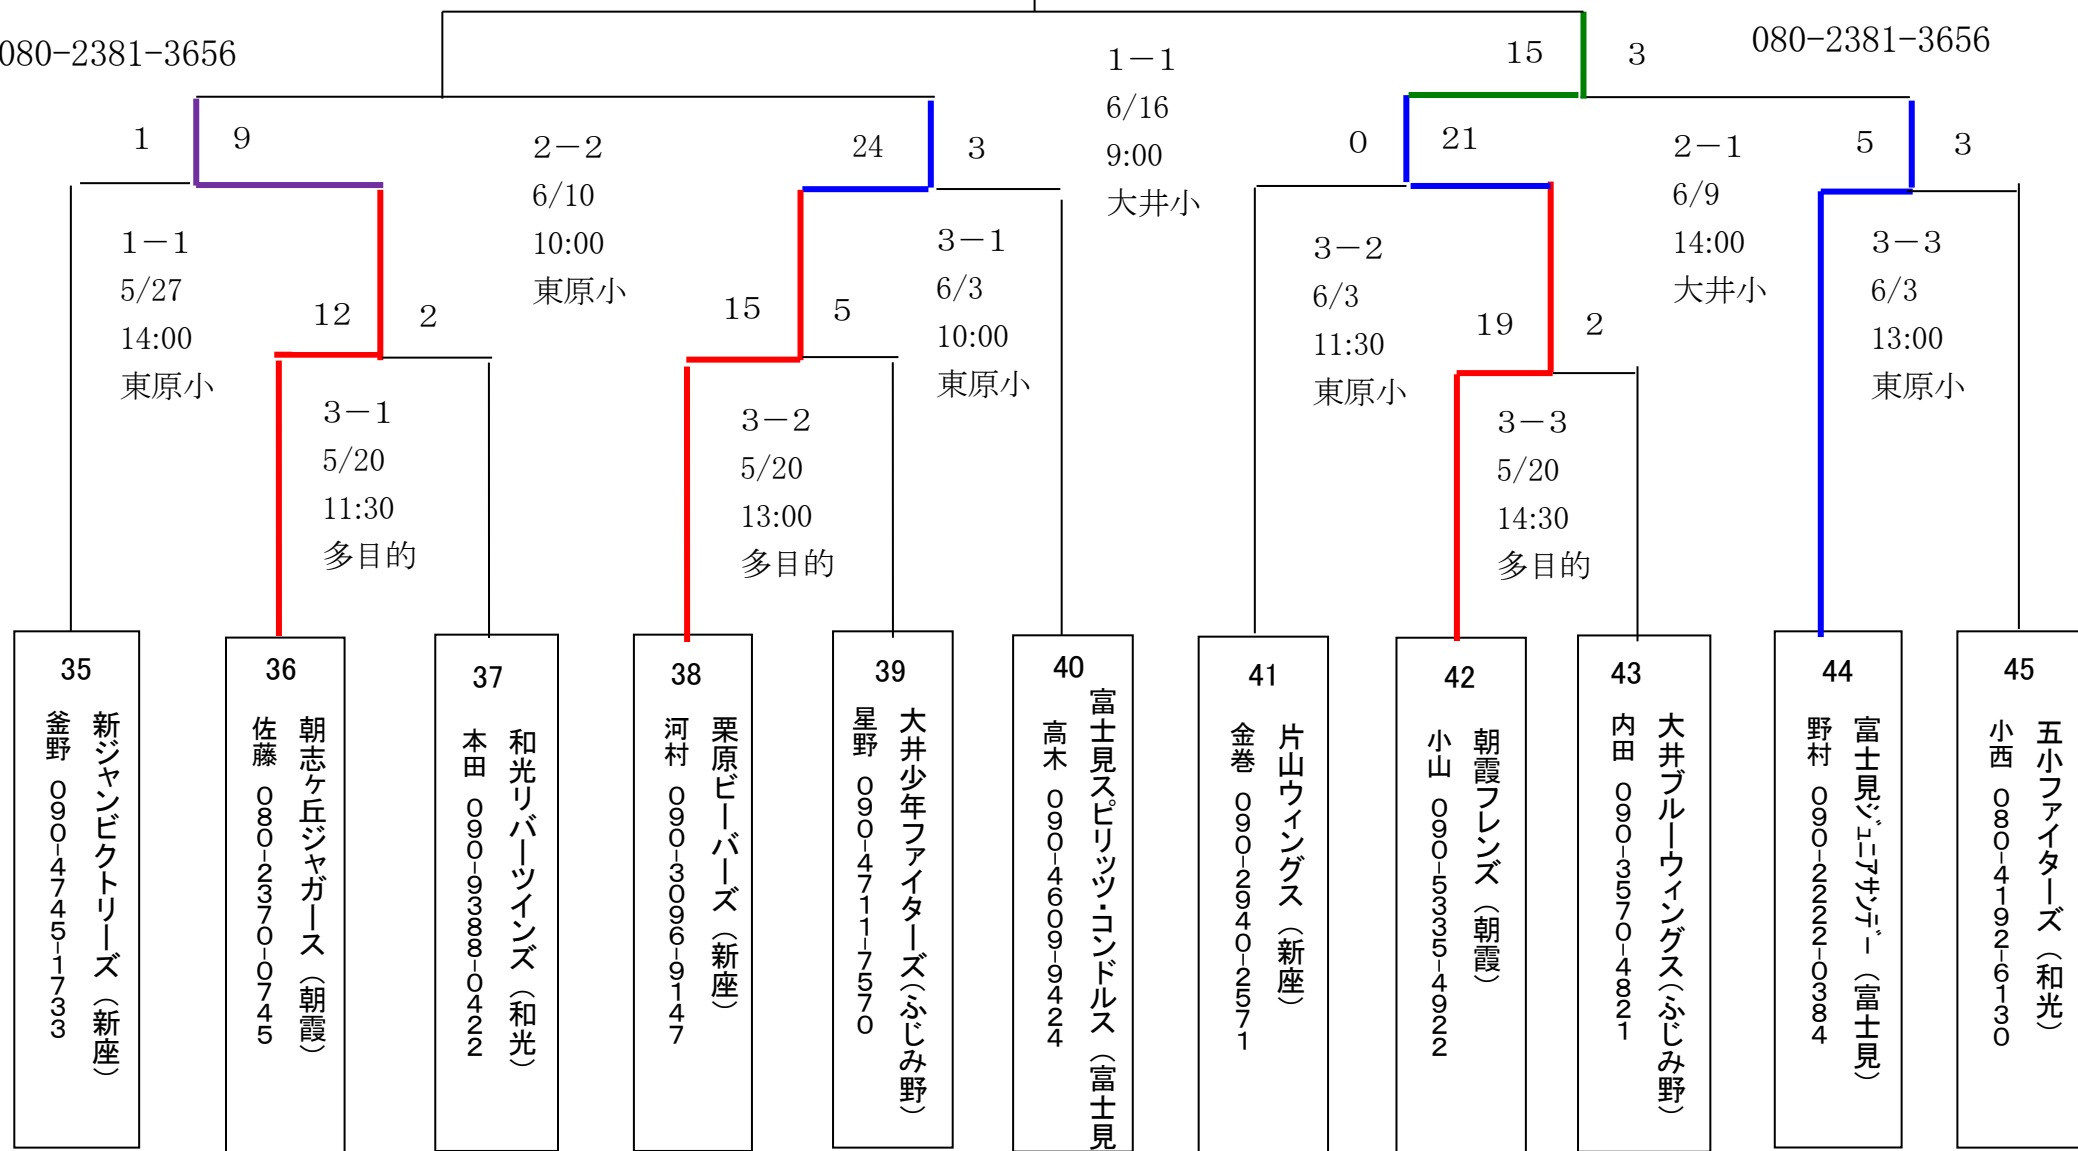 080-2381-3656
080-2381-3656
15　3
1－1
6/16
9:00
大井小
1　9
2－2
6/10
10:00
東原小
24　3
0　21
2－1
6/9
14:00
大井小
5　3
1－1
5/27
14:00
東原小
12　2
15　5
3－1
6/3
10:00
東原小
3－2
6/3
11:30
東原小
19　2
3－3
6/3
13:00
東原小
3－1
5/20
11:30
多目的
3－2
5/20
13:00
多目的
3－3
5/20
14:30
多目的
35
新ジャンビクトリーズ（新座）
釜野　090-4745-1733
36
朝志ヶ丘ジャガース（朝霞）
佐藤　080-2370-0745
37
和光リバーツインズ（和光）
本田　090-9388-0422
38
栗原ビーバーズ（新座）
河村　090-3096-9147
39
大井少年ファイターズ（ふじみ野）
星野　090-4711-7570
40
富士見スピリッツ・コンドルス（富士見
高木　090-4609-9424
41
片山ウィングス（新座）
金巻　090-2940-2571
42
朝霞フレンズ（朝霞）
小山　090-5335-4922
43
大井ブルーウィングス（ふじみ野）
内田　090-3570-4821
44
富士見ｼﾞｭﾆｱｻﾝﾃﾞｰ（富士見）
野村　090-2222-0384
45
五小ファイターズ（和光）
小西　080-4192-6130